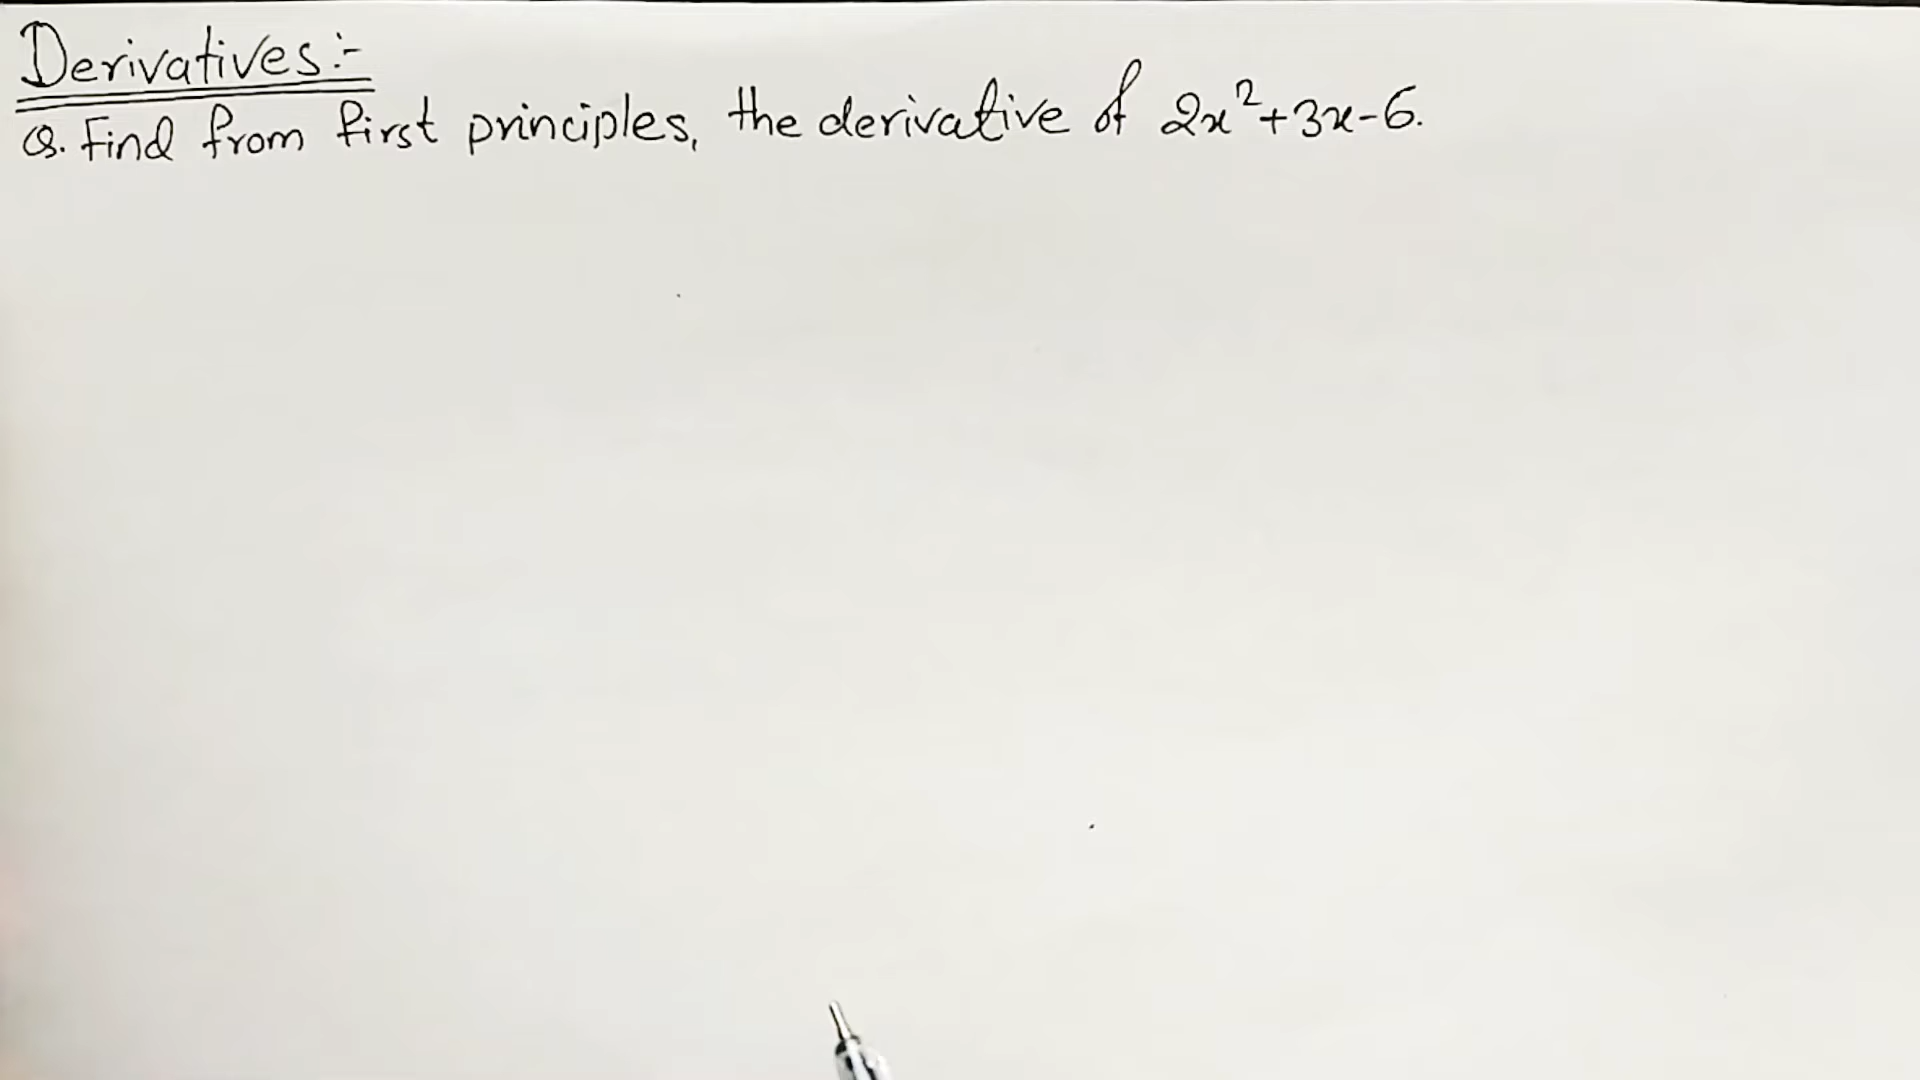 Derivatives:-
Q. Find from first principles, the derivative of 2x²+3x-6.